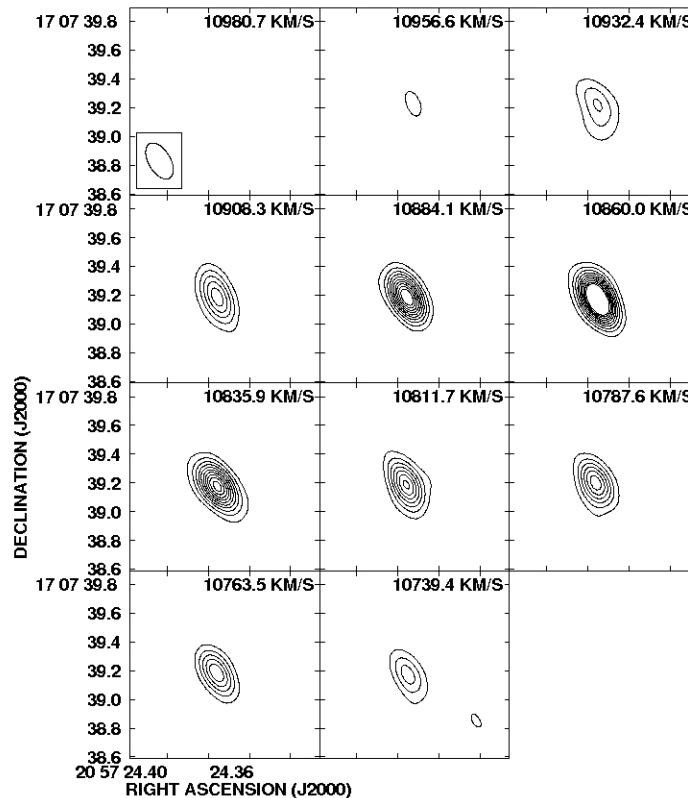 17 07 39.8
39.6
39.4
39.2
39.0
38.8
38.6
10980.7 KM/S
10956.6 KM/S
10932.4 KM/S
17 07 39.8
39.6
39.4
39.2
39.0
38.8
38.6
10908.3 KM/S
10884.1 KM/S
10860.0 KM/S
17 07 39.8
39.6
39.4
39.2
39.0
38.8
38.6
10835.9 KM/S
10811.7 KM/S
10787.6 KM/S
17 07 39.8
39.6
39.4
39.2
39.0
38.8
38.6
10763.5 KM/S
10739.4 KM/S
DECLINATION (J2000)
20 57 24.40
24.36
RIGHT ASCENSION (J2000)